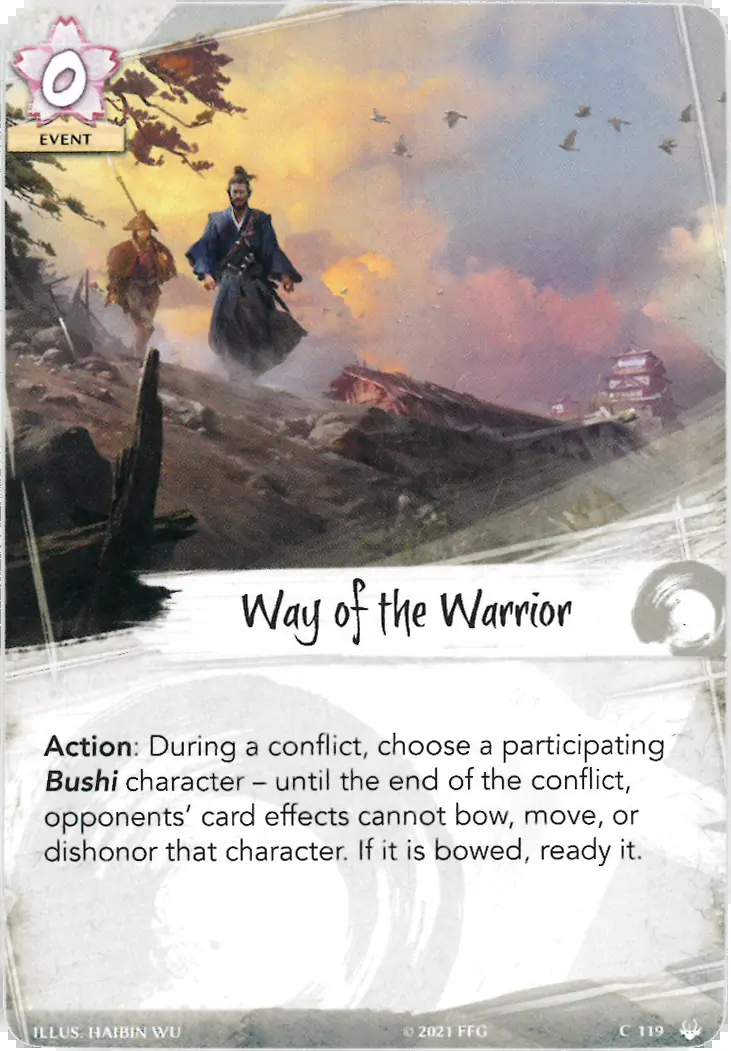 0
EVENT
Way of the Warrior
Action: During a conflict, choose a participating
Bushi character – until the end of the conflict,
opponents' card effects cannot bow, move, or
dishonor that character. If it is bowed, ready it.
ILLUS. HAIBIN WU © 2021 FFG C 119